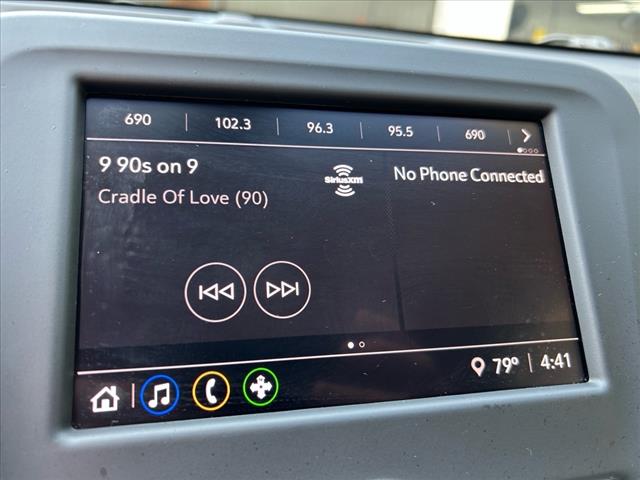 690 102.3 96.3 95.5 690
9 90s on 9
Cradle Of Love (90)
SiriusXM
No Phone Connected
79° 4:41